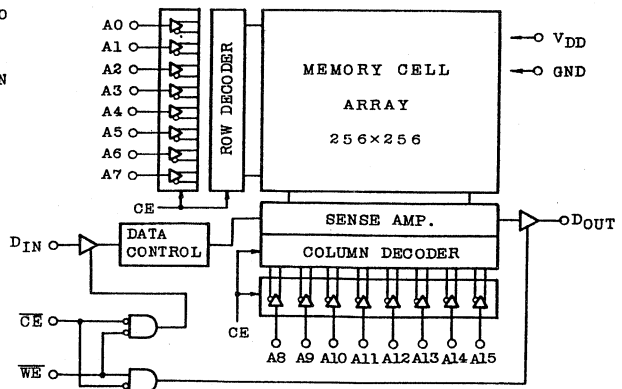 O
N
A0
A1
A2
A3
A4
A5
A6
A7
CE
ROW DECODER
MEMORY CELL
ARRAY
256×256
VDD
GND
SENSE AMP.
COLUMN DECODER
DOUT
DIN
DATA
CONTROL
CE
WE
CE
A8 A9 A10 A11 A12 A13 A14 A15